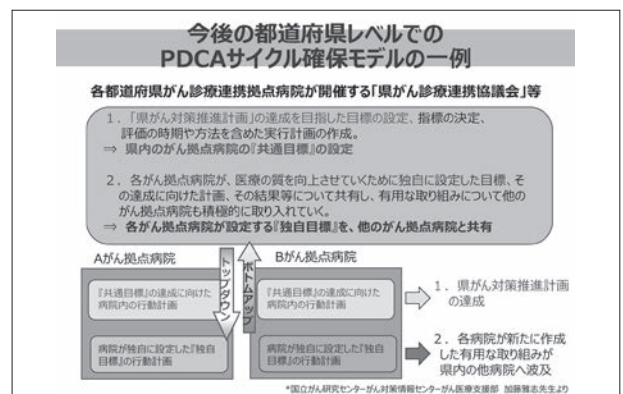 今後の都道府県レベルでの
PDCAサイクル確保モデルの一例
各都道府県がん診療連携拠点病院が開催する「県がん診療連携協議会」等
１．「県がん対策推進計画」の達成を目指した目標の設定、指標の決定、
評価の時期や方法を含めた実行計画の作成。
⇒ 県内のがん拠点病院の『共通目標』の設定
２．各がん拠点病院が、医療の質を向上させていくために独自に設定した目標、そ
の達成に向けた計画、その結果等について共有し、有用な取り組みについて他の
がん拠点病院も積極的に取り入れていく。
⇒ 各がん拠点病院が設定する『独自目標』を、他のがん拠点病院と共有
Aがん拠点病院
『共通目標』の達成に向けた
病院内の行動計画
病院が独自に設定した『独自
目標』の行動計画
トップダウン
ボトムアップ
Bがん拠点病院
『共通目標』の達成に向けた
病院内の行動計画
病院が独自に設定した『独自
目標』の行動計画
１．県がん対策推進計画
の達成
２．各病院が新たに作成
した有用な取り組みが
県内の他病院へ波及
*国立がん研究センターがん対策情報センターがん医療支援部 加藤雅志先生より